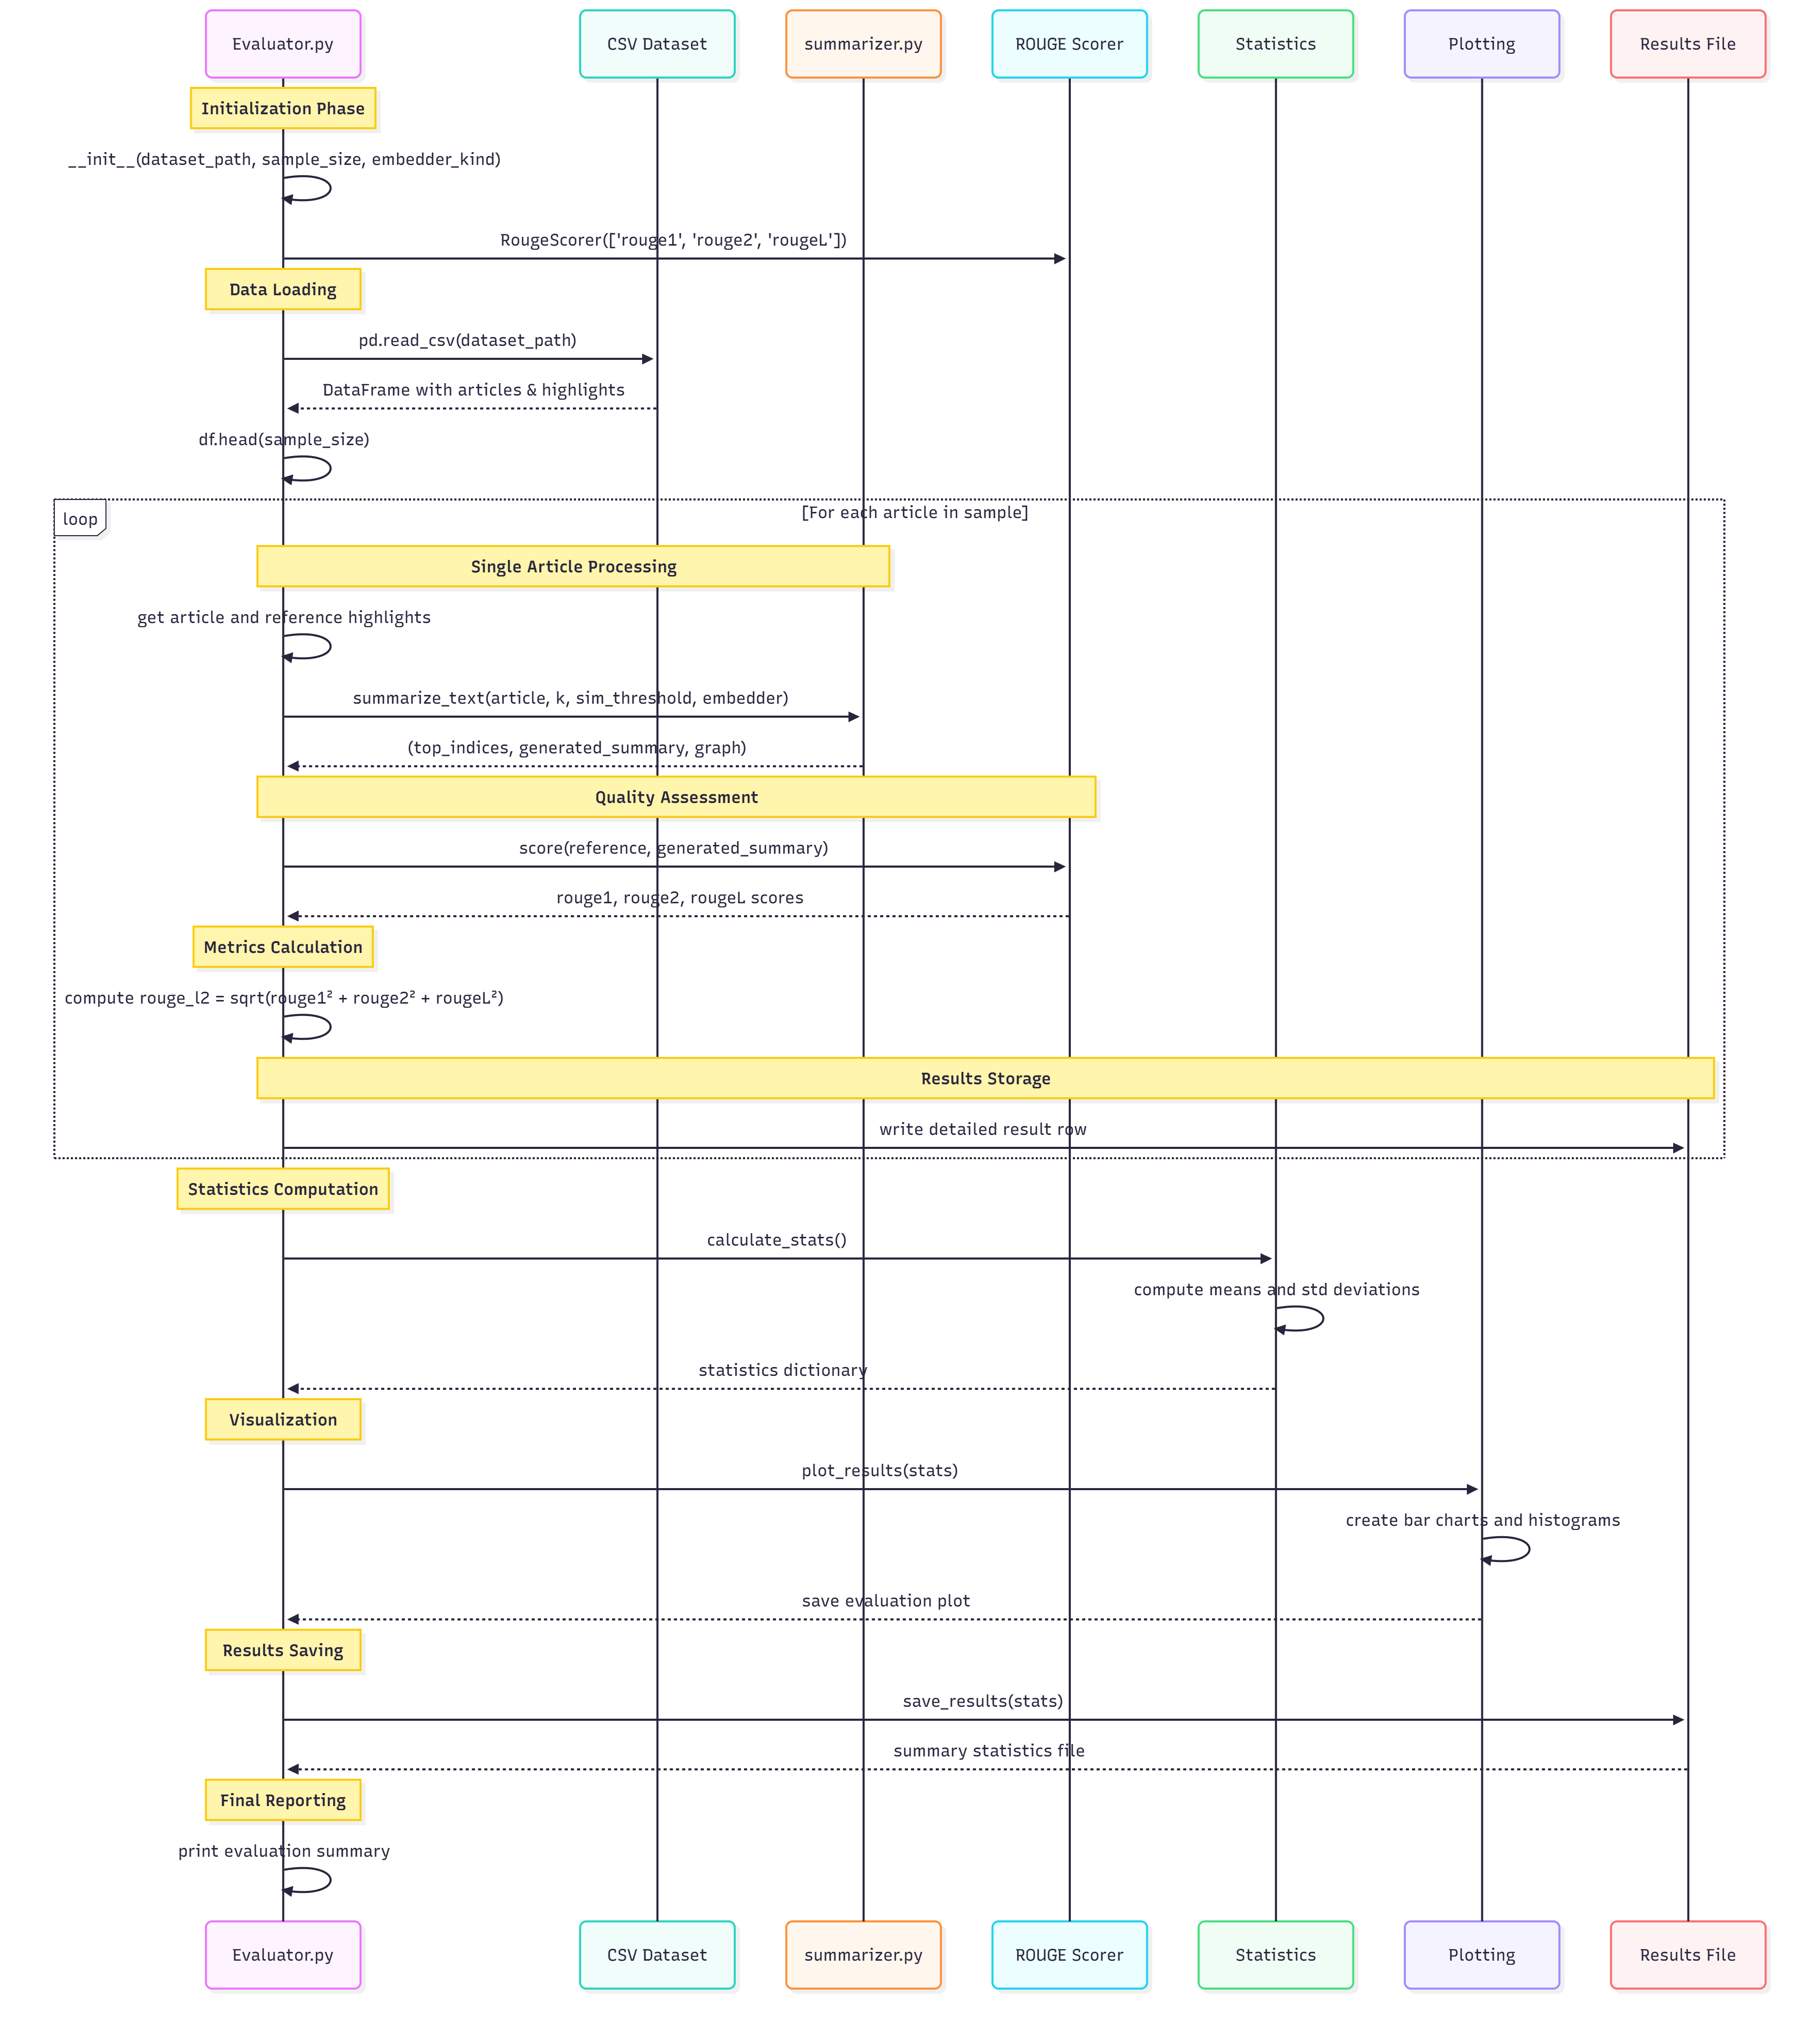 Evaluator.py
CSV Dataset
summarizer.py
ROUGE Scorer
Statistics
Plotting
Results File
Initialization Phase
__init__(dataset_path, sample_size, embedder_kind)
RougeScorer(['rouge1', 'rouge2', 'rougeL'])
Data Loading
pd.read_csv(dataset_path)
DataFrame with articles & highlights
df.head(sample_size)
loop
[For each article in sample]
Single Article Processing
get article and reference highlights
summarize_text(article, k, sim_threshold, embedder)
(top_indices, generated_summary, graph)
Quality Assessment
score(reference, generated_summary)
rouge1, rouge2, rougeL scores
Metrics Calculation
compute rouge_l2 = sqrt(rouge1² + rouge2² + rougeL²)
Results Storage
write detailed result row
Statistics Computation
calculate_stats()
compute means and std deviations
statistics dictionary
Visualization
plot_results(stats)
create bar charts and histograms
save evaluation plot
Results Saving
save_results(stats)
summary statistics file
Final Reporting
print evaluation summary
Evaluator.py
CSV Dataset
summarizer.py
ROUGE Scorer
Statistics
Plotting
Results File